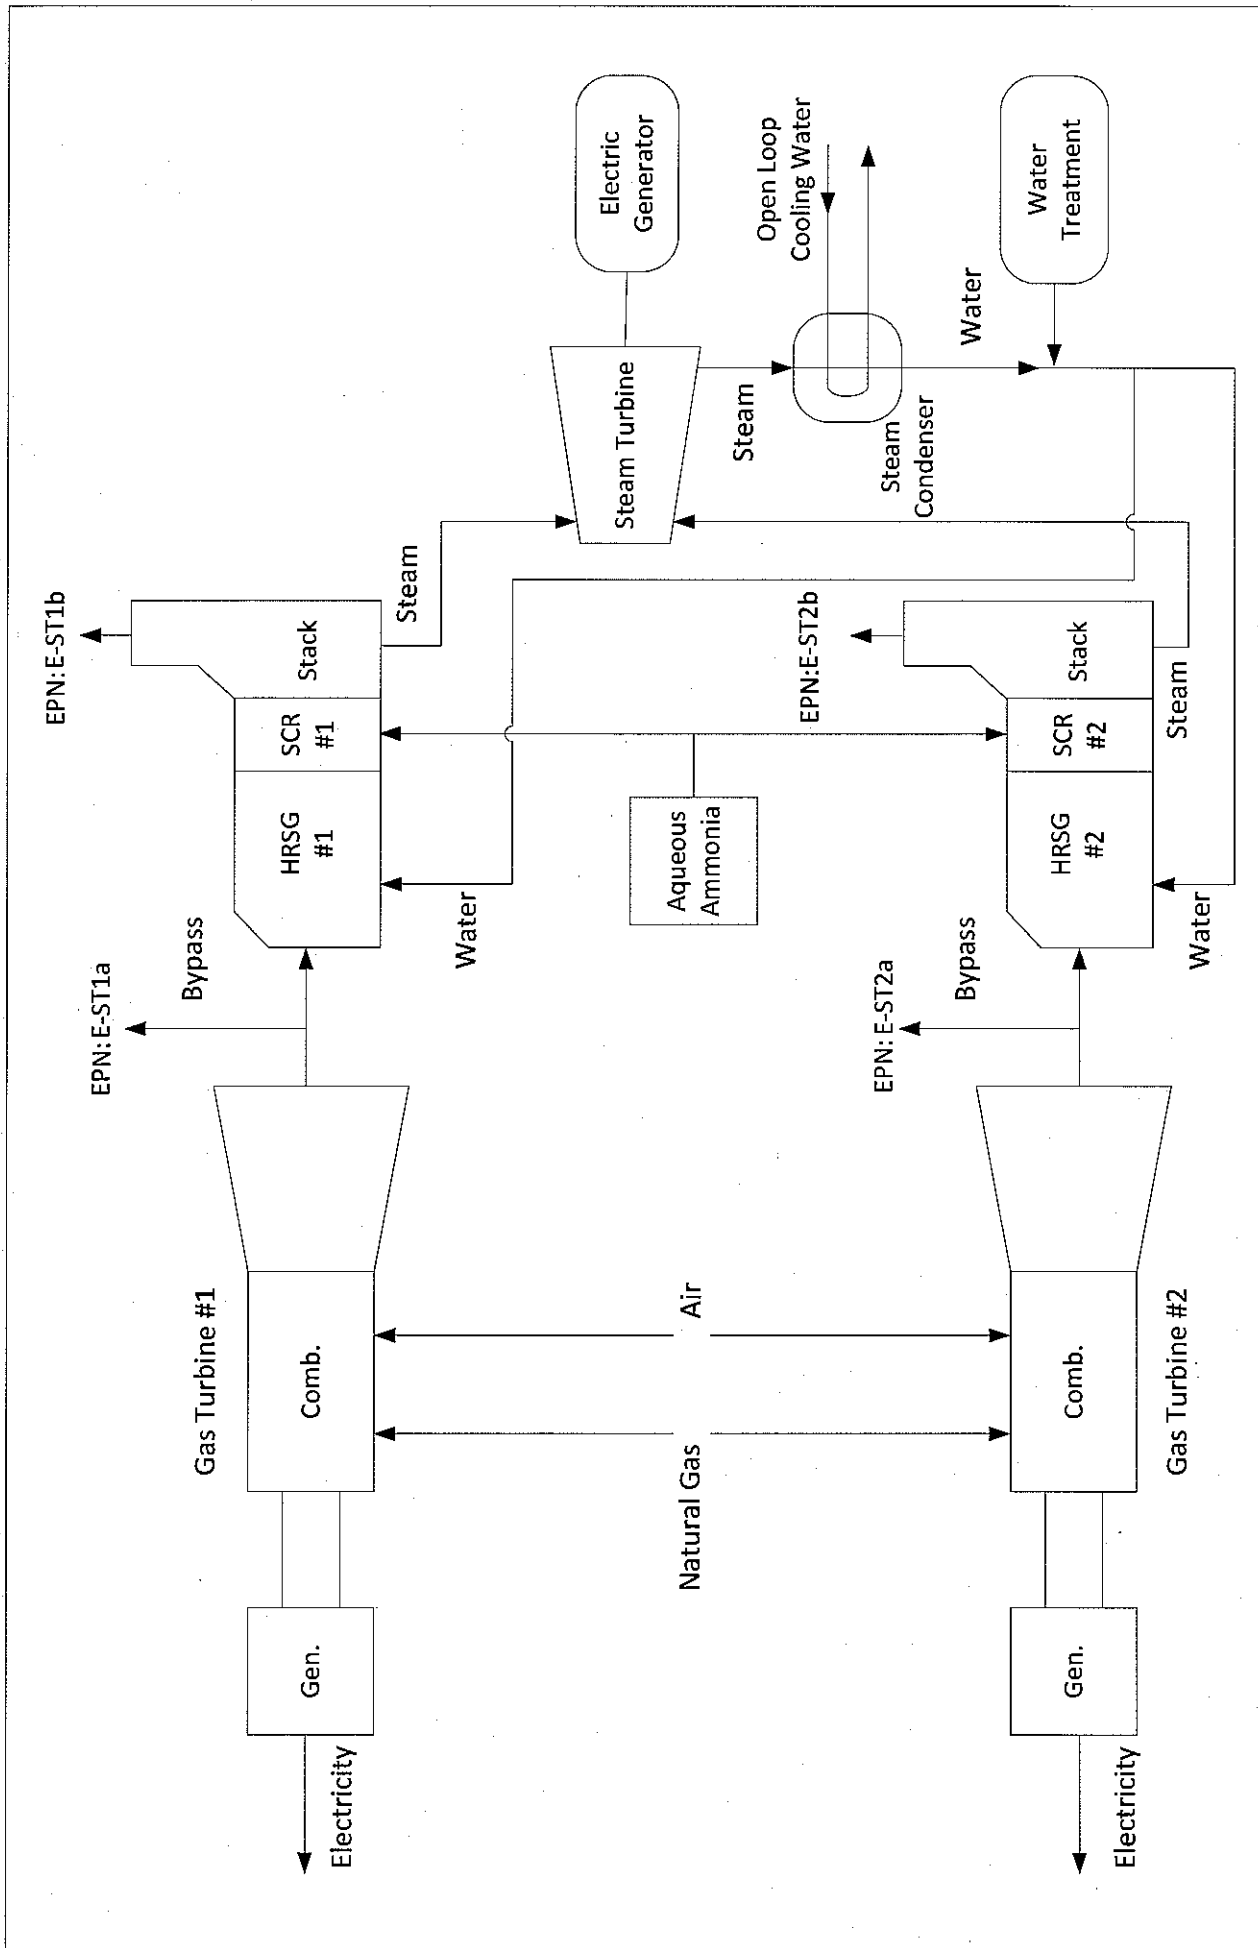 EPN: E-ST1a
EPN: E-ST1b
Bypass
Gas Turbine #1
Electricity
Gen.
Comb.
HRSG
#1
SCR
#1
Stack
Water
Steam
Natural Gas
Air
Aqueous
Ammonia
Steam Turbine
Electric
Generator
Steam
Open Loop
Cooling Water
Steam
Condenser
Water
EPN: E-ST2a
EPN:E-ST2b
Bypass
Electricity
Gen.
Comb.
Gas Turbine #2
HRSG
#2
SCR
#2
Stack
Water
Steam
Water
Treatment